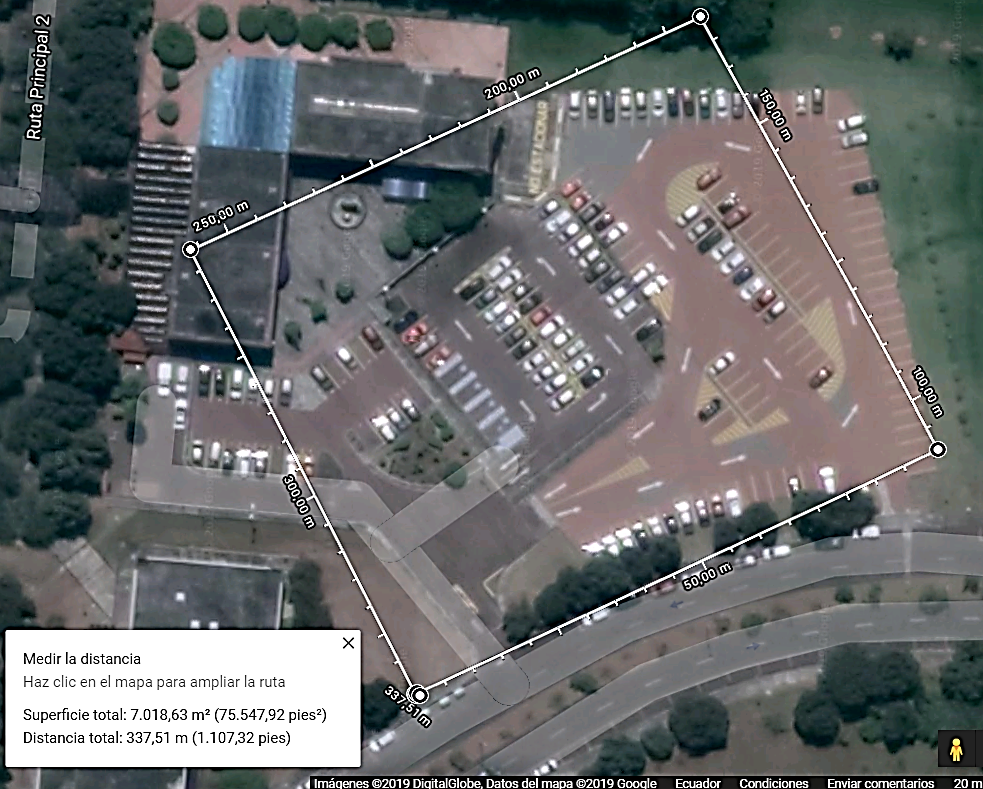 Ruta Principal 2
200,00 m
150,00 m
NO ESTACIONAR
250,00 m
100,00 m
300,00 m
50,00 m
337,51 m
Medir la distancia
Haz clic en el mapa para ampliar la ruta
Superficie total: 7.018,63 m² (75.547,92 pies²)
Distancia total: 337,51 m (1.107,32 pies)
Imágenes ©2019 DigitalGlobe, Datos del mapa ©2019 Google Ecuador Condiciones Enviar comentarios 20 m